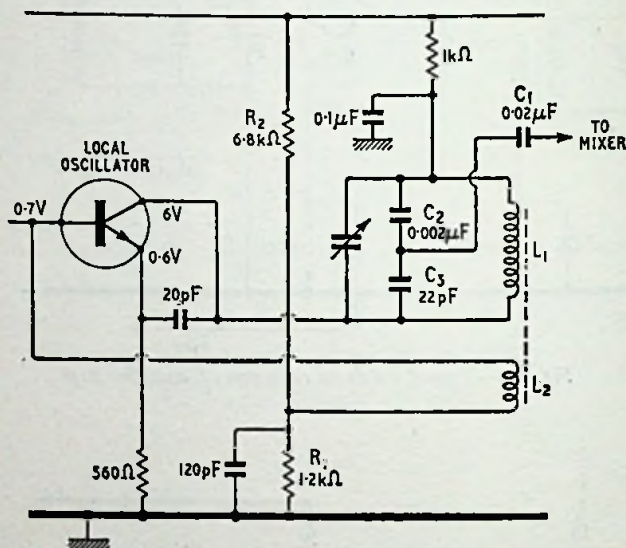 1kΩ
C1
0·02µF
TO
MIXER
0·1µF
R2
6·8kΩ
LOCAL
OSCILLATOR
0·7V
6V
0·6V
C2
0·002µF
L1
C3
22pF
20pF
L2
560Ω
120pF
R
1·2kΩ